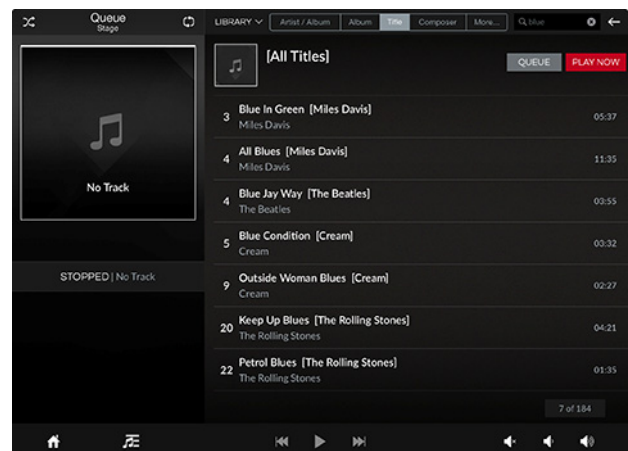 Queue
Stage
LIBRARY
Artist / Album
Album
Title
Composer
More...
blue
[All Titles]
QUEUE
PLAY NOW
3 Blue In Green [Miles Davis] 05:37
Miles Davis
4 All Blues [Miles Davis] 11:35
Miles Davis
4 Blue Jay Way [The Beatles] 03:55
The Beatles
5 Blue Condition [Cream] 03:32
Cream
9 Outside Woman Blues [Cream] 02:27
Cream
20 Keep Up Blues [The Rolling Stones] 04:21
The Rolling Stones
22 Petrol Blues [The Rolling Stones] 01:35
The Rolling Stones
7 of 184
No Track
STOPPED | No Track